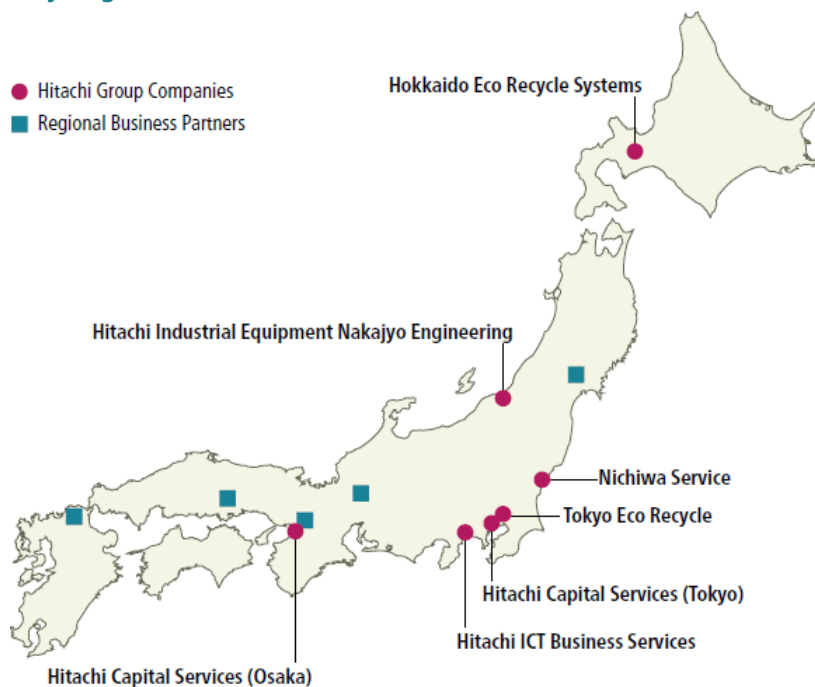 Hitachi Group Companies
Regional Business Partners
Hokkaido Eco Recycle Systems
Hitachi Industrial Equipment Nakajyo Engineering
Nichiwa Service
Tokyo Eco Recycle
Hitachi Capital Services (Tokyo)
Hitachi ICT Business Services
Hitachi Capital Services (Osaka)